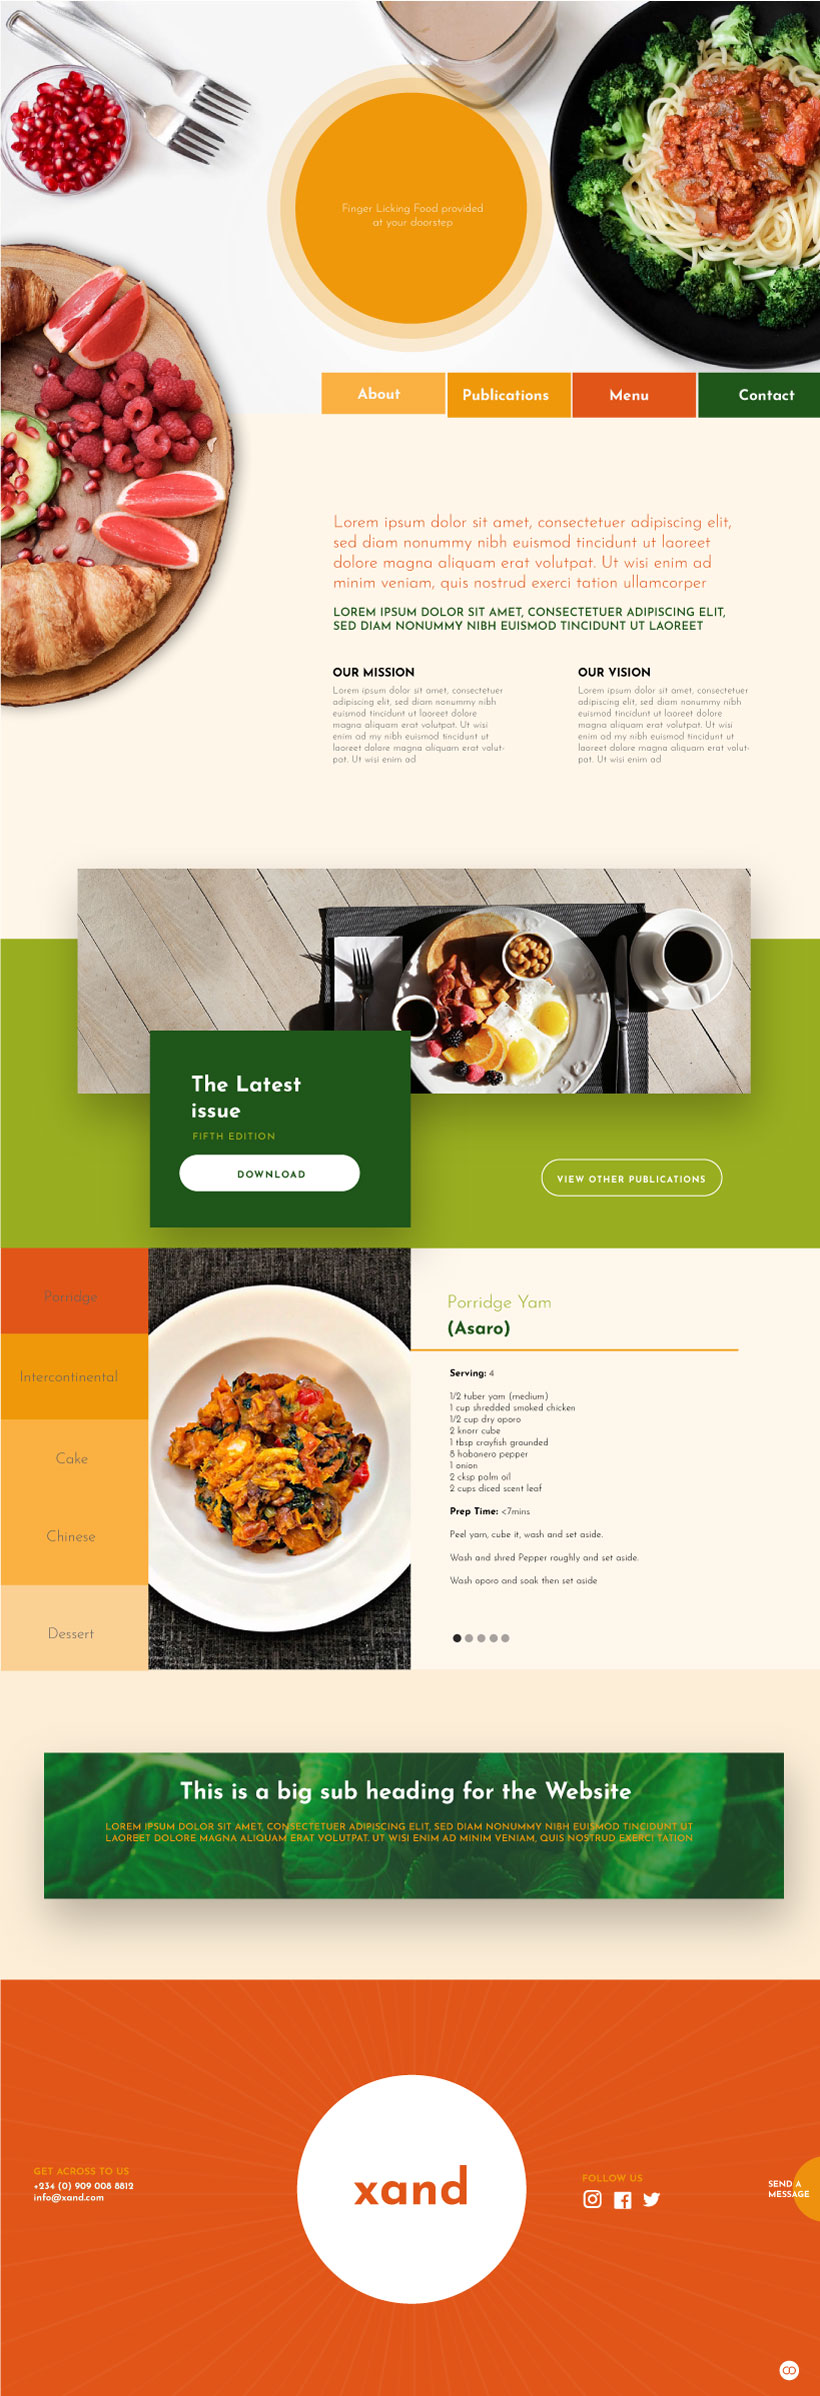 Finger Licking Food provided
at your doorstep
About
Publications
Menu
Contact
Lorem ipsum dolor sit amet, consectetuer adipiscing elit,
sed diam nonummy nibh euismod tincidunt ut laoreet
dolore magna aliquam erat volutpat. Ut wisi enim ad
minim veniam, quis nostrud exerci tation ullamcorper
LOREM IPSUM DOLOR SIT AMET, CONSECTETUER ADIPISCING ELIT,
SED DIAM NONUMMY NIBH EUISMOD TINCIDUNT UT LAOREET
OUR MISSION
Lorem ipsum dolor sit amet, consectetuer
adipiscing elit, sed diam nonummy nibh
euismod tincidunt ut laoreet dolore
magna aliquam erat volutpat. Ut wisi
enim ad my nibh euismod tincidunt ut
laoreet dolore magna aliquam erat volut-
pat. Ut wisi enim ad
OUR VISION
Lorem ipsum dolor sit amet, consectetuer
adipiscing elit, sed diam nonummy nibh
euismod tincidunt ut laoreet dolore
magna aliquam erat volutpat. Ut wisi
enim ad my nibh euismod tincidunt ut
laoreet dolore magna aliquam erat volut-
pat. Ut wisi enim ad
The Latest
issue
FIFTH EDITION
DOWNLOAD
VIEW OTHER PUBLICATIONS
Porridge
Intercontinental
Cake
Chinese
Dessert
Porridge Yam
(Asaro)
Serving: 4
1/2 tuber yam (medium)
1 cup shredded smoked chicken
1/2 cup dry oporo
2 knorr cube
1 tbsp crayfish grounded
8 habanero pepper
1 onion
2 cksp palm oil
2 cups diced scent leaf
Prep Time: <7mins
Peel yam, cube it, wash and set aside.
Wash and shred Pepper roughly and set aside.
Wash oporo and soak then set aside
This is a big sub heading for the Website
LOREM IPSUM DOLOR SIT AMET, CONSECTETUER ADIPISCING ELIT, SED DIAM NONUMMY NIBH EUISMOD TINCIDUNT UT
LAOREET DOLORE MAGNA ALIQUAM ERAT VOLUTPAT. UT WISI ENIM AD MINIM VENIAM, QUIS NOSTRUD EXERCI TATION
GET ACROSS TO US
+234 (0) 909 008 8812
info@xand.com
xand
FOLLOW US
SEND A
MESSAGE